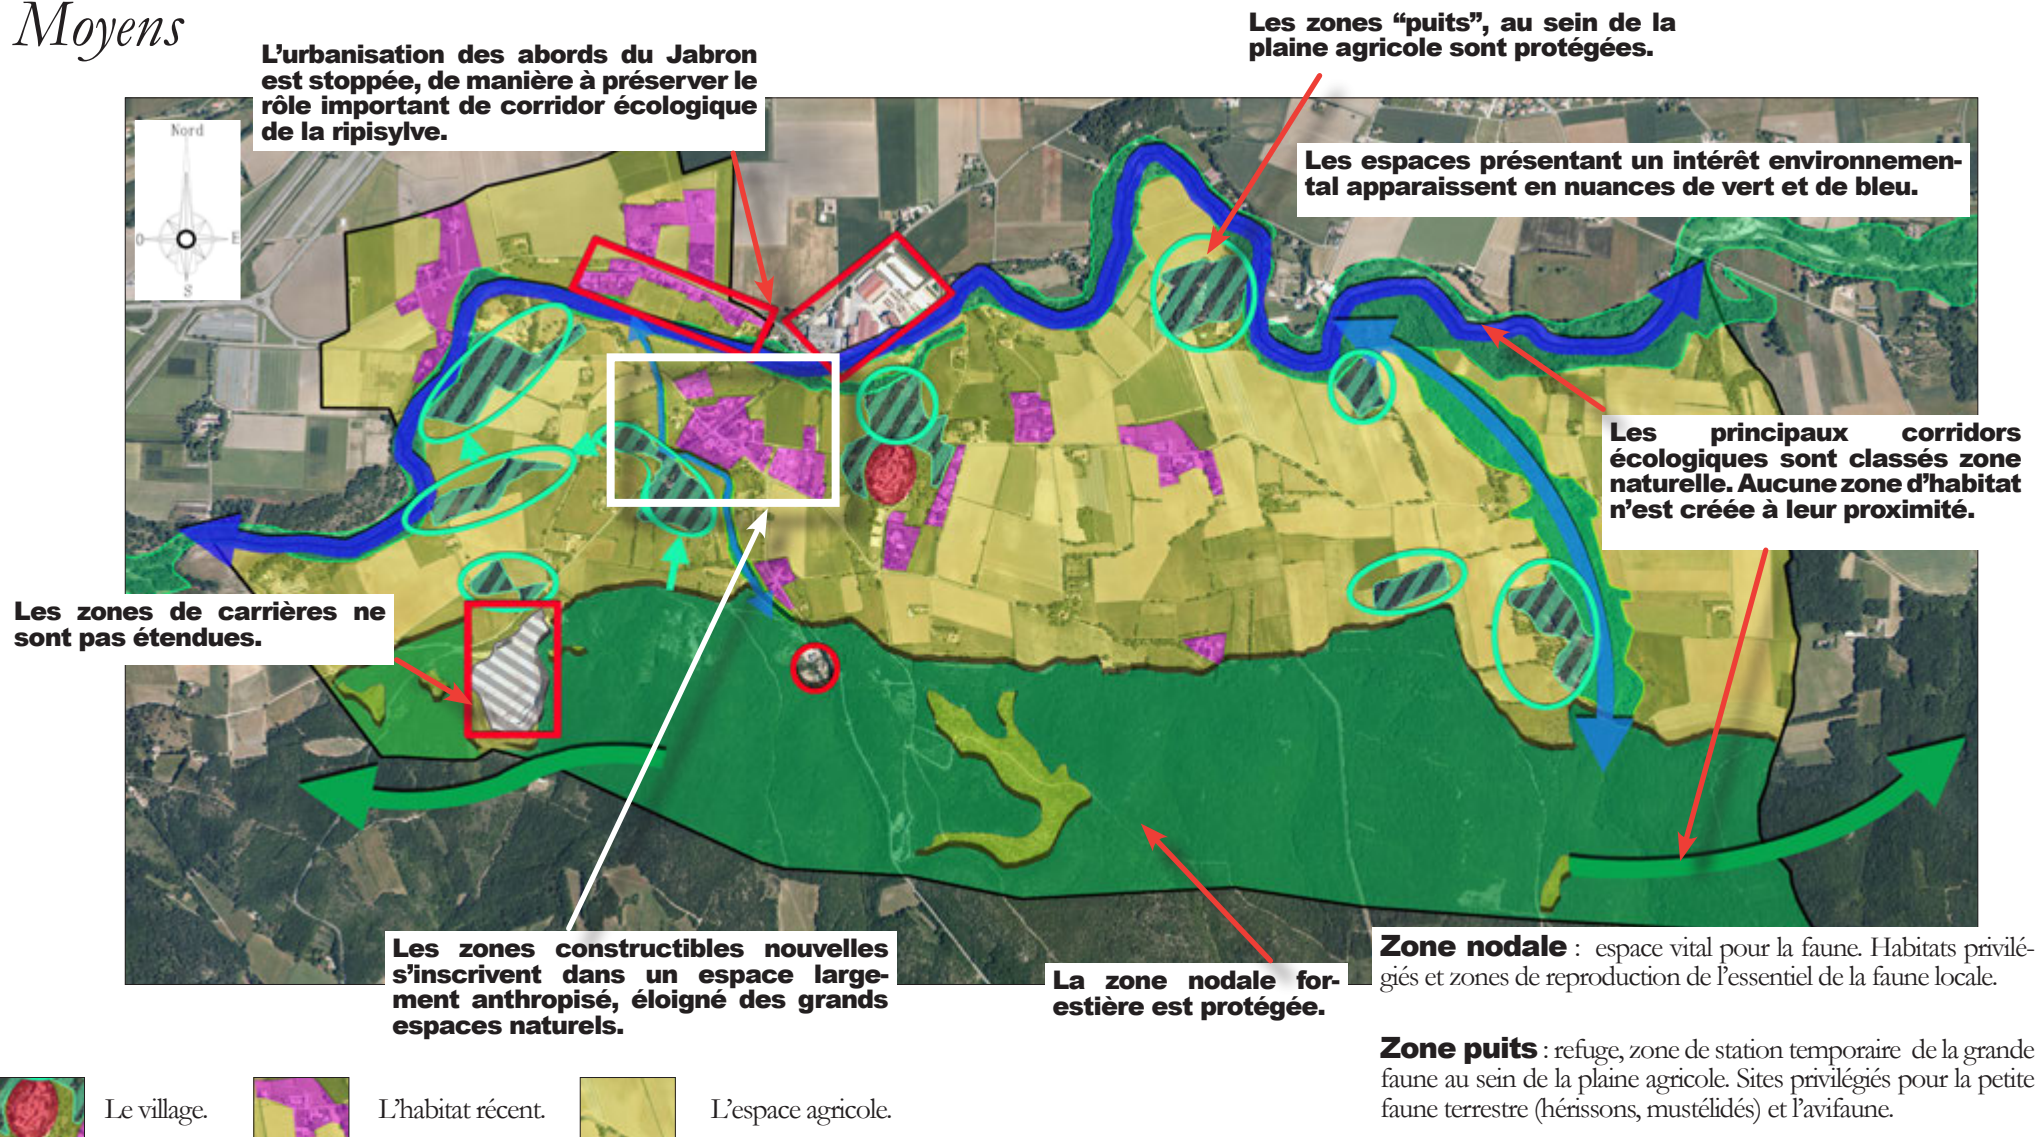 Moyens
L'urbanisation des abords du Jabron
est stoppée, de manière à préserver le
rôle important de corridor écologique
de la ripisylve.
Les zones “puits”, au sein de la
plaine agricole sont protégées.
Les espaces présentant un intérêt environnemen-
tal apparaissent en nuances de vert et de bleu.
Nord
O
E
S
Les principaux corridors
écologiques sont classés zone
naturelle. Aucune zone d'habitat
n'est créée à leur proximité.
Les zones de carrières ne
sont pas étendues.
Les zones constructibles nouvelles
s'inscrivent dans un espace large-
ment anthropisé, éloigné des grands
espaces naturels.
La zone nodale for-
estière est protégée.
Zone nodale : espace vital pour la faune. Habitats privilé-
giés et zones de reproduction de l'essentiel de la faune locale.
Zone puits : refuge, zone de station temporaire de la grande
faune au sein de la plaine agricole. Sites privilégiés pour la petite
faune terrestre (hérissons, mustélidés) et l'avifaune.
Le village.
L'habitat récent.
L'espace agricole.